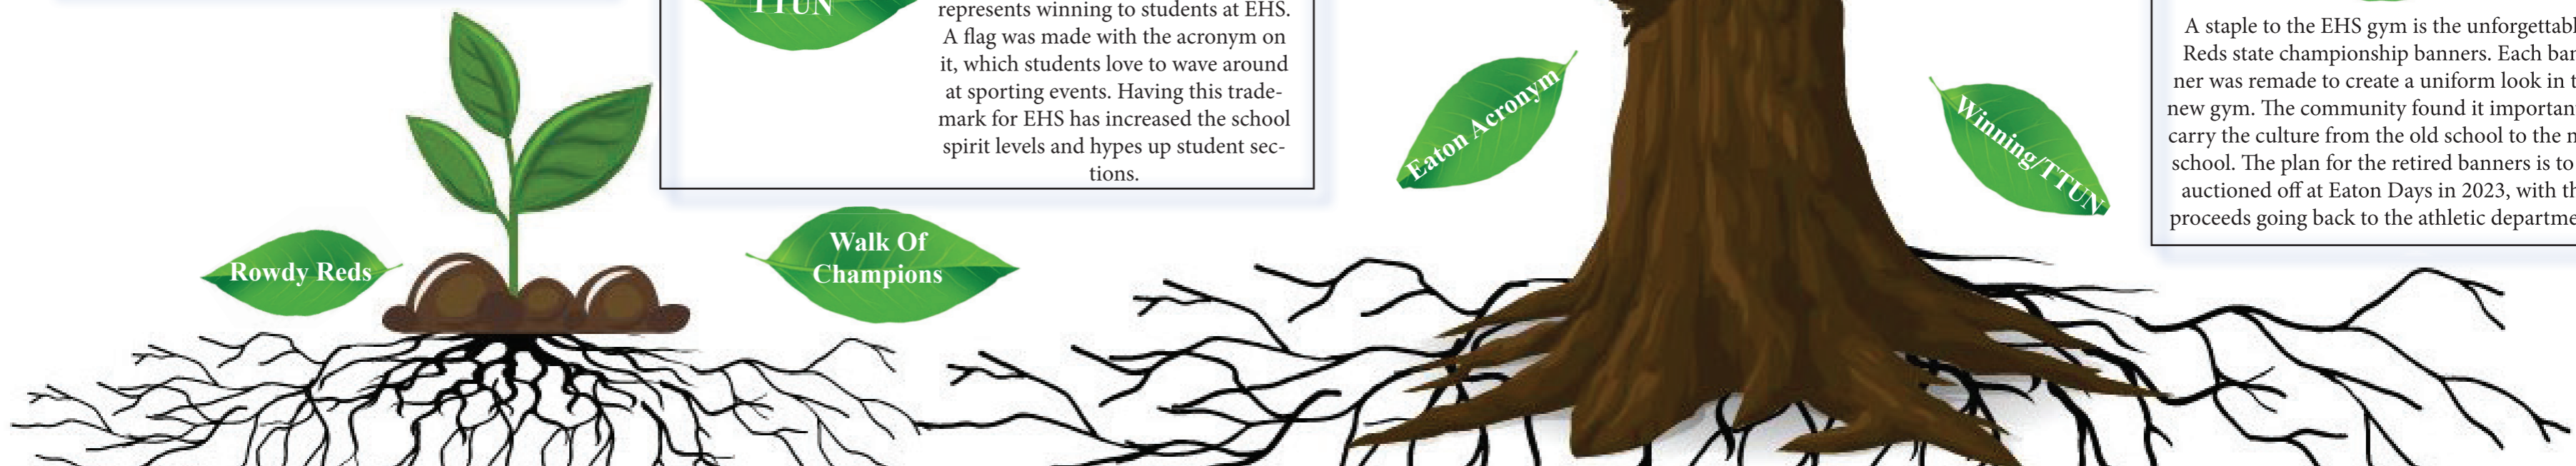 TTUN
represents winning to students at EHS.
A flag was made with the acronym on
it, which students love to wave around
at sporting events. Having this trade-
mark for EHS has increased the school
spirit levels and hypes up student sec-
tions.
Rowdy Reds
Walk Of
Champions
Eaton Acronym
Winning/TTUN
A staple to the EHS gym is the
Reds state championship banners. Each
ner was remade to create a uniform look in
new gym. The community found it
carry the culture from the old school to the
school. The plan for the retired banners is to
auctioned off at Eaton Days in 2023, with
proceeds going back to the athletic